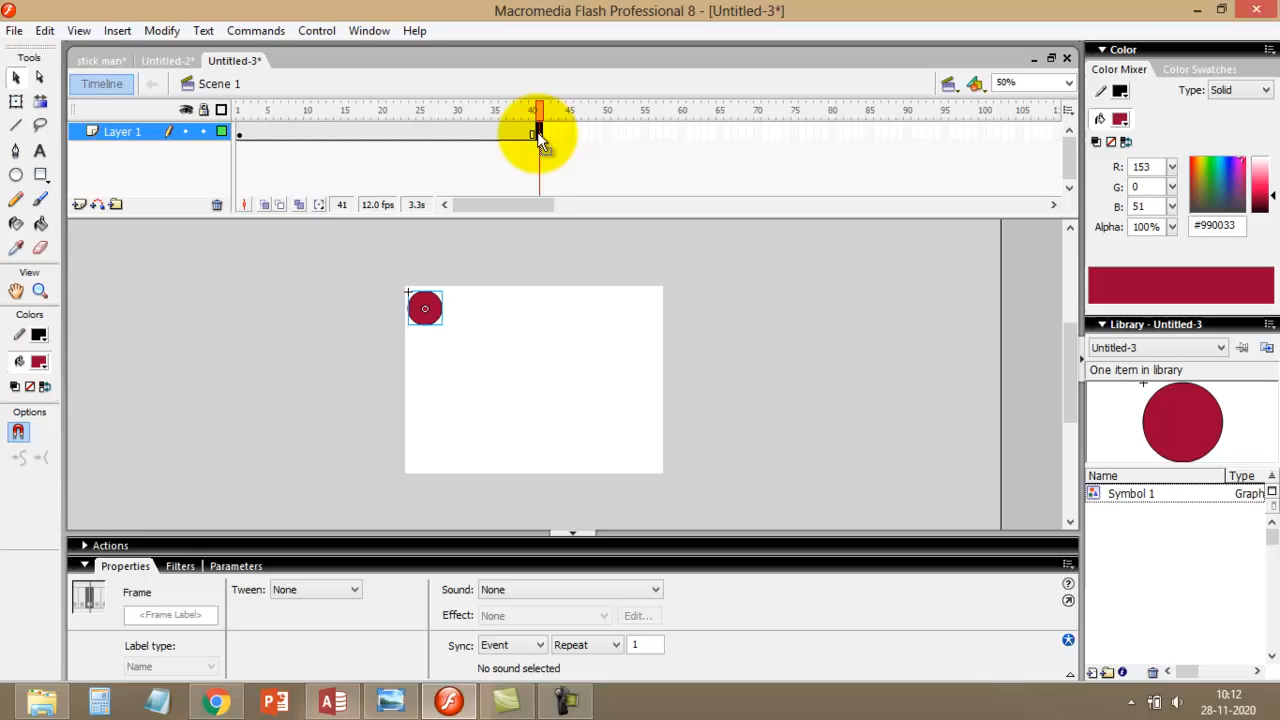 Macromedia Flash Professional 8 - [Untitled-3*]
File Edit View Insert Modify Text Commands Control Window Help
Tools
stick man* Untitled-2* Untitled-3*
Timeline Scene 1 50%
1 5 10 15 20 25 30 35 40 45 50 55 60 65 70 75 80 85 90 95 100 105 11
Layer 1
41 12.0 fps 3.3s
View
Colors
Options
Color
Color Mixer Color Swatches
Type: Solid
R: 153
G: 0
B: 51
Alpha: 100% #990033
Library - Untitled-3
Untitled-3
One item in library
Name Type
Symbol 1 Graph
Actions
Properties Filters Parameters
Frame Tween: None Sound: None
<Frame Label> Effect: None Edit...
Label type: Sync: Event Repeat 1
Name No sound selected
10:12
28-11-2020